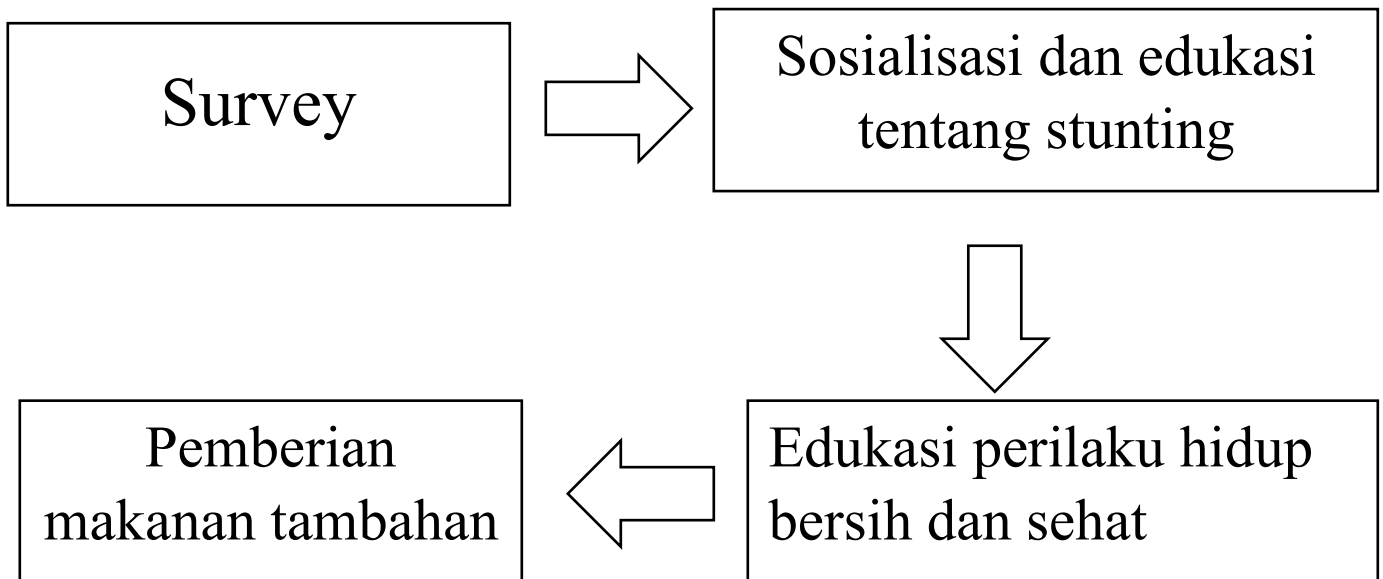 Survey
Sosialisasi dan edukasi
tentang stunting
Edukasi perilaku hidup
bersih dan sehat
Pemberian
makanan tambahan